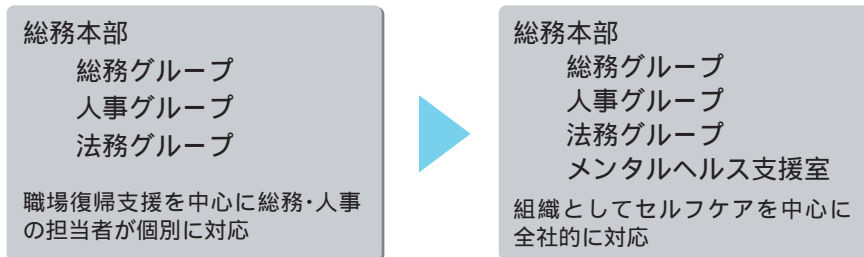 総務本部
総務グループ
人事グループ
法務グループ
職場復帰支援を中心に総務・人事
の担当者が個別に対応
総務本部
総務グループ
人事グループ
法務グループ
メンタルヘルス支援室
組織としてセルフケアを中心に
全社的に対応